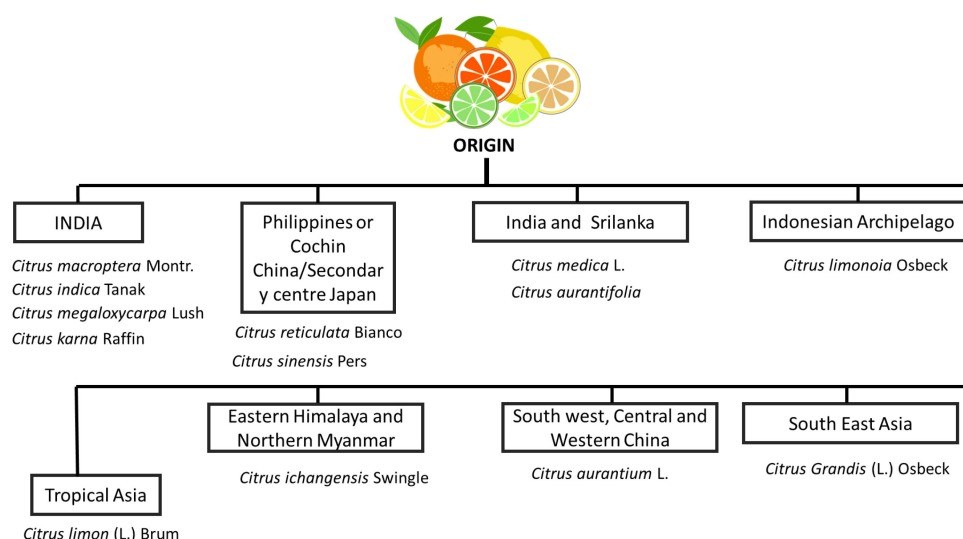 ORIGIN
INDIA
Citrus macroptera Montr.
Citrus indica Tanak
Citrus megaloxycarpa Lush
Citrus karna Raffin
Philippines or
Cochin
China/Secondar
y centre Japan
Citrus reticulata Bianco
Citrus sinensis Pers
India and Srilanka
Citrus medica L.
Citrus aurantifolia
Indonesian Archipelago
Citrus limonoia Osbeck
Tropical Asia
Citrus limon (L.) Brum
Eastern Himalaya and
Northern Myanmar
Citrus ichangensis Swingle
South west, Central and
Western China
Citrus aurantium L.
South East Asia
Citrus Grandis (L.) Osbeck